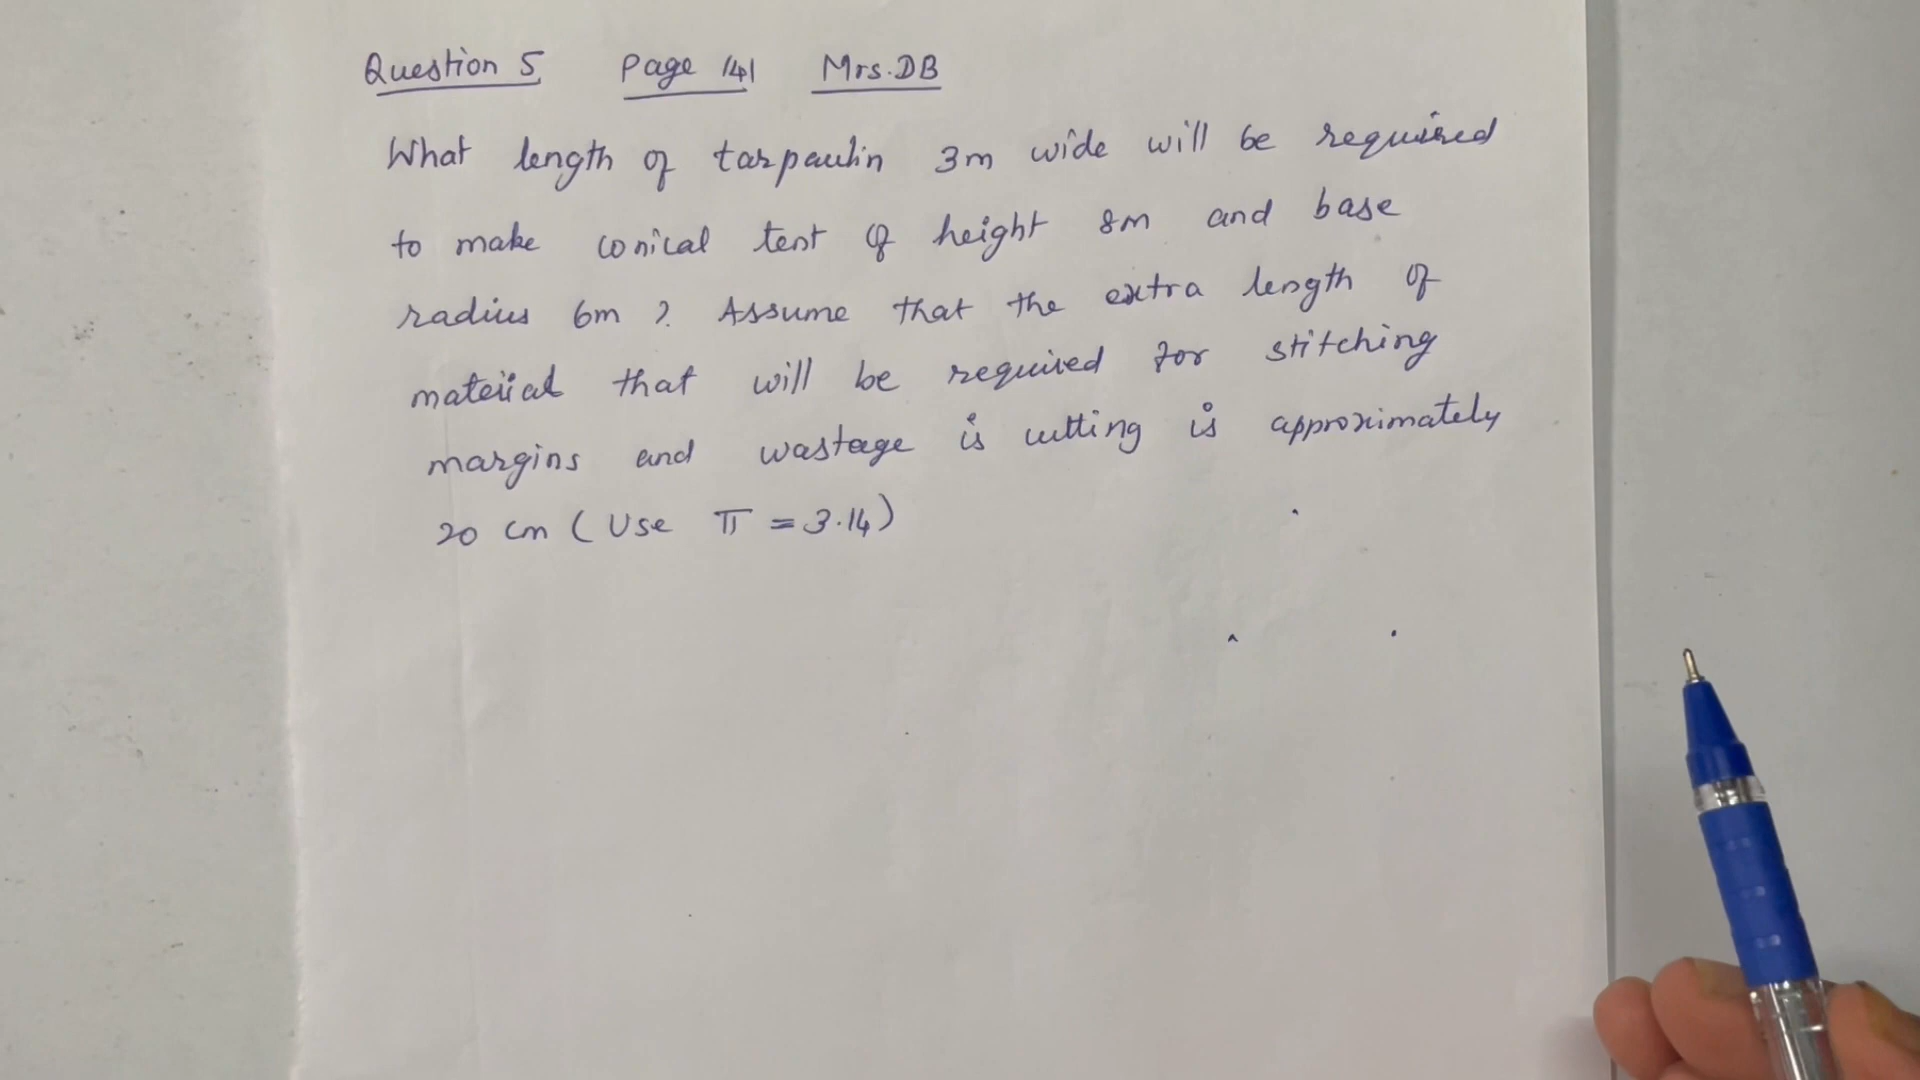 Question 5 Page 141 Mrs.DB
What length of tarpaulin 3m wide will be required
to make conical tent of height 8m and base
radius 6m ? Assume that the extra length of
material that will be required for stitching
margins and wastage is cutting is approximately
20 cm ( Use π = 3.14)